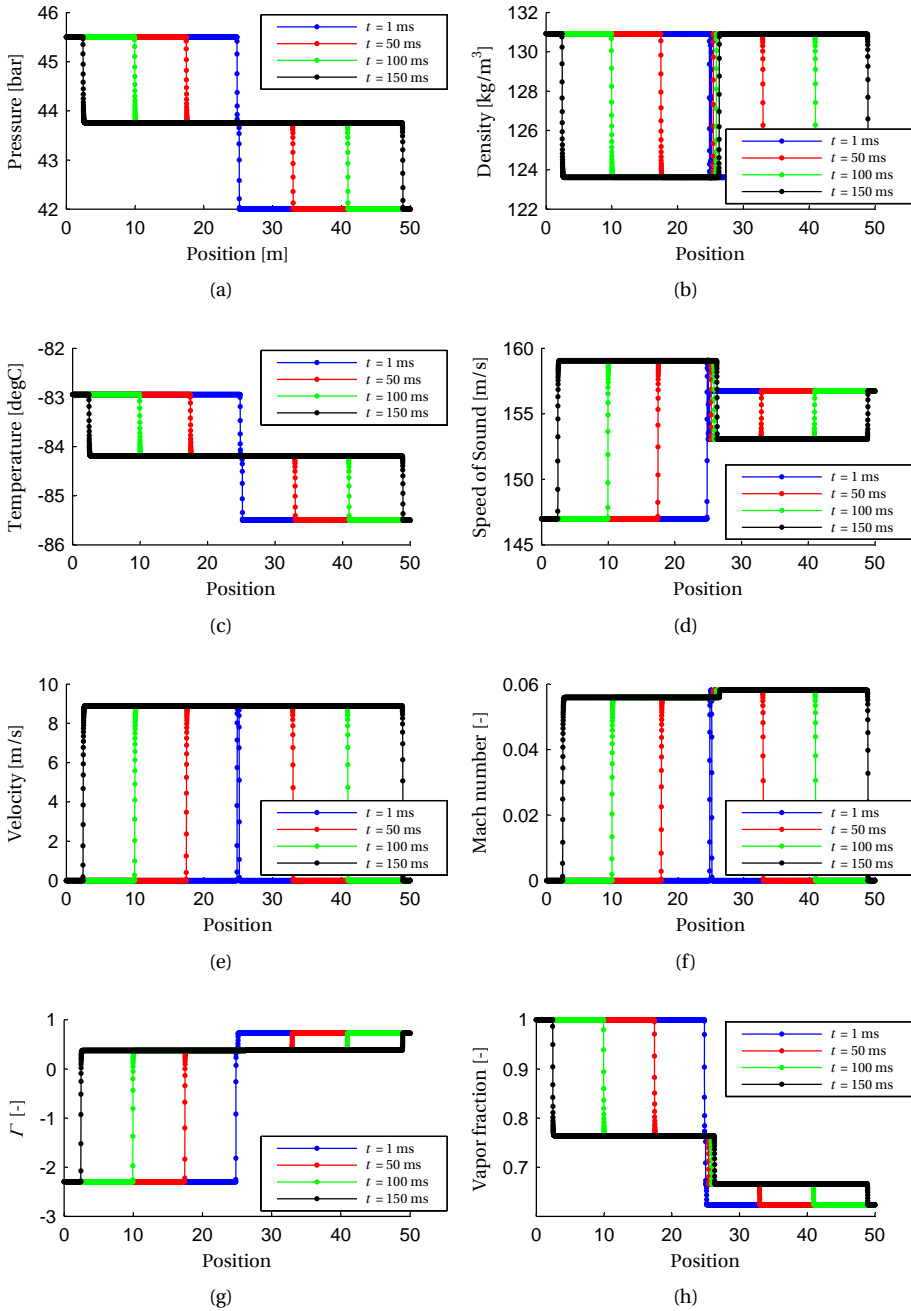 46
45
44
43
42
Pressure [bar]
t = 1 ms
t = 50 ms
t = 100 ms
t = 150 ms
0 10 20 30 40 50
Position [m]
(a)
132
130
128
126
124
122
Density [kg/m³]
t = 1 ms
t = 50 ms
t = 100 ms
t = 150 ms
0 10 20 30 40 50
Position
(b)
-82
-83
-84
-85
-86
Temperature [degC]
t = 1 ms
t = 50 ms
t = 100 ms
t = 150 ms
0 10 20 30 40 50
Position
(c)
160
155
150
145
Speed of Sound [m/s]
t = 1 ms
t = 50 ms
t = 100 ms
t = 150 ms
0 10 20 30 40 50
Position
(d)
10
8
6
4
2
0
Velocity [m/s]
t = 1 ms
t = 50 ms
t = 100 ms
t = 150 ms
0 10 20 30 40 50
Position
(e)
0.06
0.04
0.02
0
Mach number [-]
t = 1 ms
t = 50 ms
t = 100 ms
t = 150 ms
0 10 20 30 40 50
Position
(f)
1
0
-1
-2
-3
Γ [-]
t = 1 ms
t = 50 ms
t = 100 ms
t = 150 ms
0 10 20 30 40 50
Position
(g)
1
0.9
0.8
0.7
Vapor fraction [-]
t = 1 ms
t = 50 ms
t = 100 ms
t = 150 ms
0 10 20 30 40 50
Position
(h)